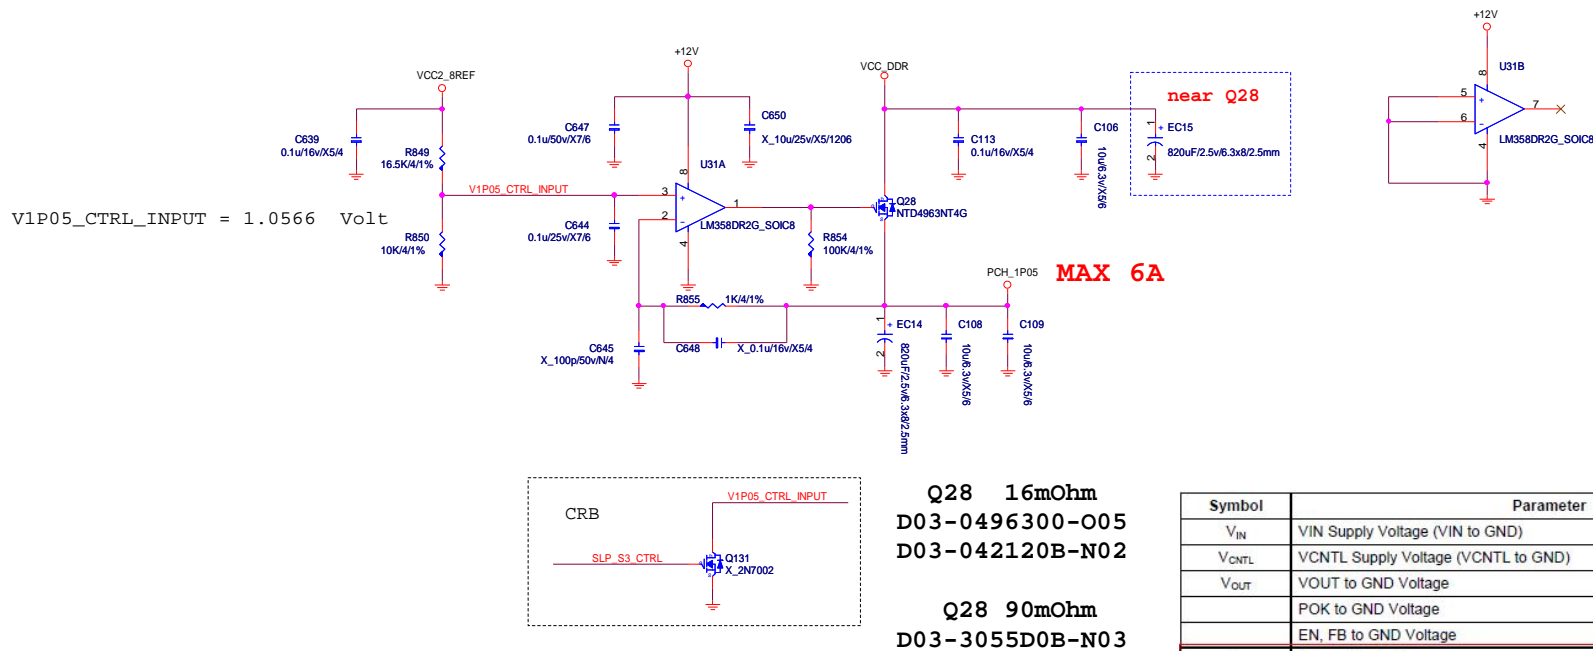 +12V
U31B
8
5
+
6
-
7
4
LM358DR2G_SOIC8
+12V
VCC2_8REF
VCC_DDR
near Q28
C639
0.1u/16v/X5/4
R849
16.5K/4/1%
C647
0.1u/50v/X7/6
C650
X_10u/25v/X5/1206
C113
0.1u/16v/X5/4
C106
10u/6.3v/X5/6
1
+ EC15
820uF/2.5v/6.3x8/2.5mm
2
U31A
8
V1P05_CTRL_INPUT
3
+
2
-
1
4
LM358DR2G_SOIC8
Q28
NTD4963NT4G
V1P05_CTRL_INPUT = 1.0566 Volt
R850
10K/4/1%
C644
0.1u/25v/X7/6
R854
100K/4/1%
PCH_1P05
MAX 6A
R855
1K/4/1%
C645
X_100p/50v/N/4
C648
X_0.1u/16v/X5/4
1
+ EC14
2
820uF/2.5v/6.3x8/2.5mm
C108
10u/6.3v/X5/6
C109
10u/6.3v/X5/6
CRB
V1P05_CTRL_INPUT
SLP_S3_CTRL
Q131
X_2N7002
Q28 16mOhm
D03-0496300-O05
D03-042120B-N02
Q28 90mOhm
D03-3055D0B-N03
Symbol Parameter
VIN VIN Supply Voltage (VIN to GND)
VCNTL VCNTL Supply Voltage (VCNTL to GND)
VOUT VOUT to GND Voltage
POK to GND Voltage
EN, FB to GND Voltage